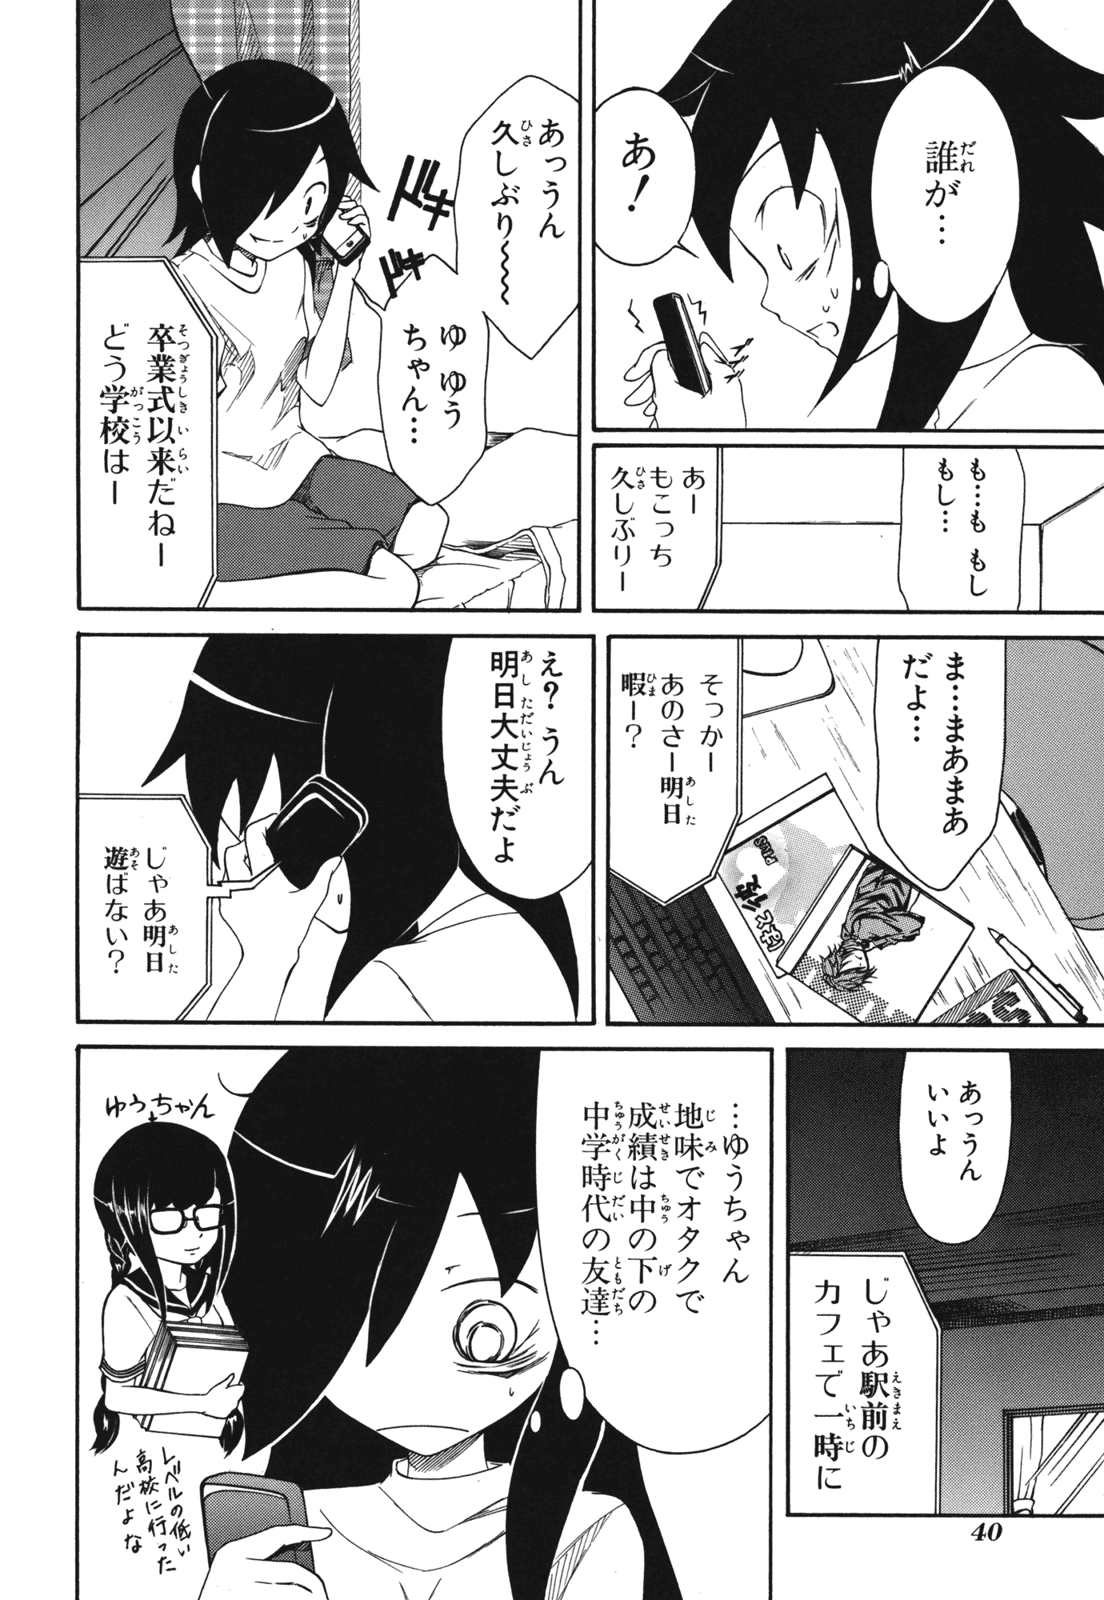 誰が…
あ！
も…も もし
もし…
あー
もこっち
久しぶりー
あっうん
久しぶり〜〜
ゆ ゆう
ちゃん…
ドキ
ドキ
卒業式以来だねー
どう学校はー
ま…まあまあ
だよ…
そっかー
あのさー明日
暇ー？
え？うん
明日大丈夫だよ
じゃあ明日
遊ばない？
あっうん
いいよ
じゃあ駅前の
カフェで一時に
…ゆうちゃん
地味でオタクで
成績は中の下の
中学時代の友達…
ゆうちゃん
レベルの低い
高校に行った
んだよな
40